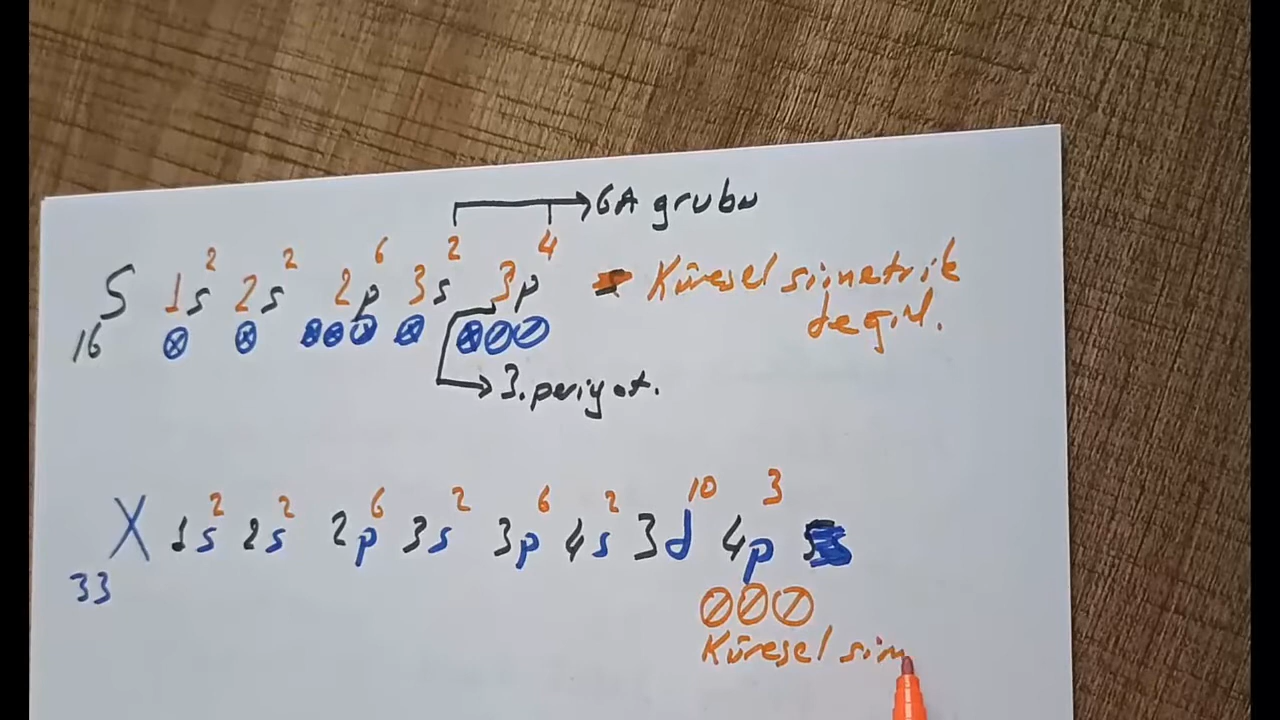 6A grubu
₁₆S 1s² 2s² 2p⁶ 3s² 3p⁴ Küresel simetrik
değil.
3. periyot.
₃₃X 1s² 2s² 2p⁶ 3s² 3p⁶ 4s² 3d¹⁰ 4p³
Küresel sim